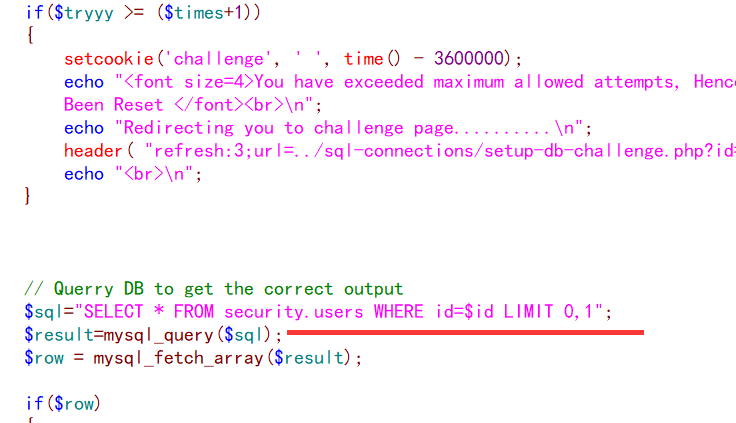 if($tryyy >= ($times+1))
{
setcookie('challenge', ' ', time() - 3600000);
echo "<font size=4>You have exceeded maximum allowed attempts, Henc
Been Reset </font><br>\n";
echo "Redirecting you to challenge page..........\n";
header( "refresh:3;url=../sql-connections/setup-db-challenge.php?id=
echo "<br>\n";
}
// Querry DB to get the correct output
$sql="SELECT * FROM security.users WHERE id=$id LIMIT 0,1";
$result=mysql_query($sql);
$row = mysql_fetch_array($result);
if($row)
{